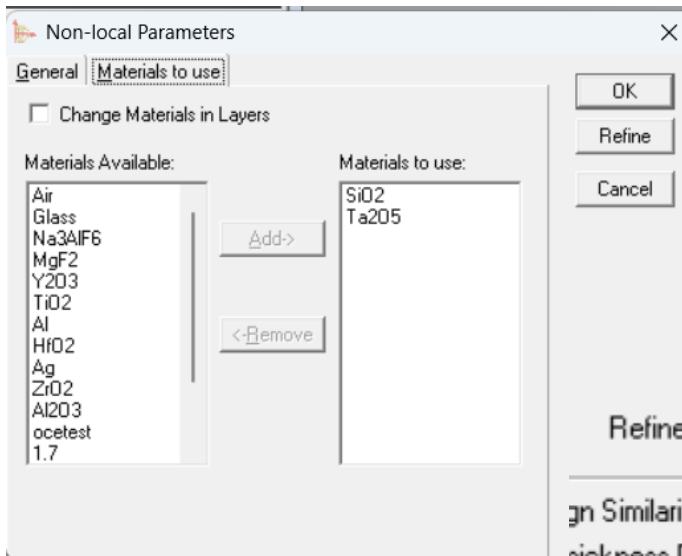 Non-local Parameters
General
Materials to use
OK
Change Materials in Layers
Refine
Materials Available:
Materials to use:
Cancel
Air
Glass
Na3AlF6
MgF2
Y2O3
TiO2
Al
HfO2
Ag
ZrO2
Al2O3
ocetest
1.7
Add->
<-Remove
SiO2
Ta2O5
Refine
gn Similari